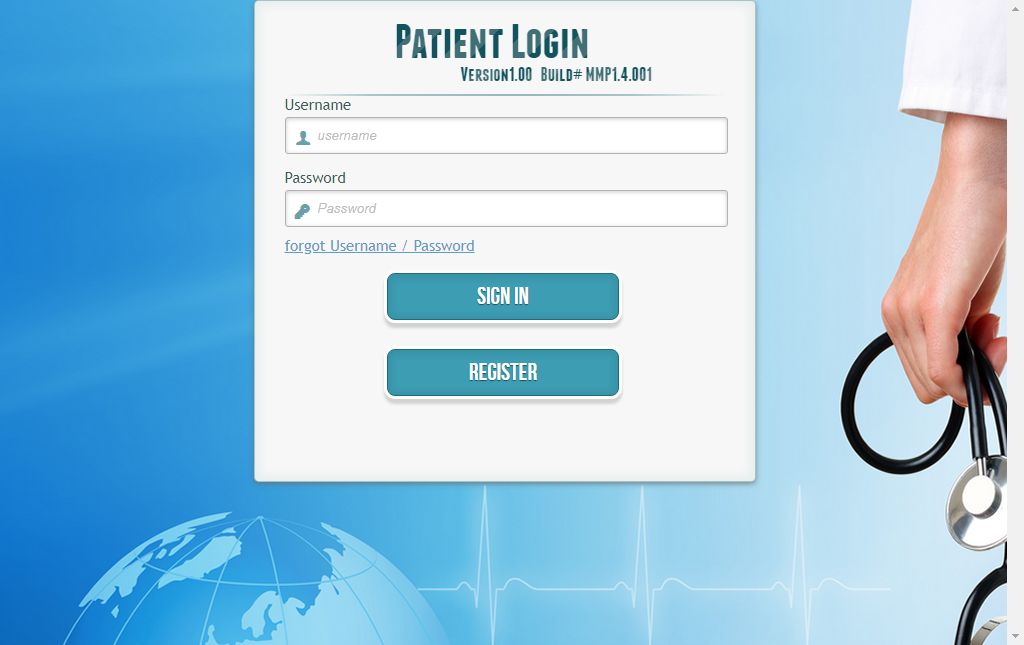 Patient Login
Version1.00 Build# MMP1.4.001
Username
username
Password
Password
forgot Username / Password
SIGN IN
REGISTER